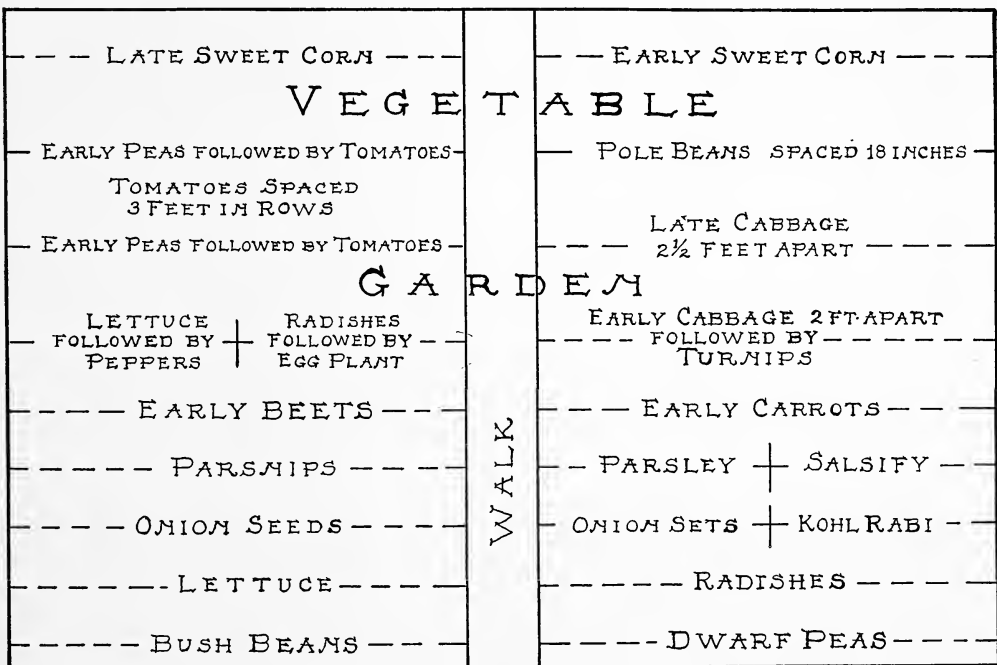 LATE SWEET CORN
EARLY SWEET CORN
VEGETABLE
EARLY PEAS FOLLOWED BY TOMATOES
POLE BEANS SPACED 18 INCHES
TOMATOES SPACED
3 FEET IN ROWS
LATE CABBAGE
2½ FEET APART
EARLY PEAS FOLLOWED BY TOMATOES
GARDEN
LETTUCE
FOLLOWED BY
PEPPERS
RADISHES
FOLLOWED BY
EGG PLANT
EARLY CABBAGE 2 FT. APART
FOLLOWED BY
TURNIPS
EARLY BEETS
EARLY CARROTS
WALK
PARSNIPS
PARSLEY
SALSIFY
ONION SEEDS
ONION SETS
KOHL RABI
LETTUCE
RADISHES
BUSH BEANS
DWARF PEAS